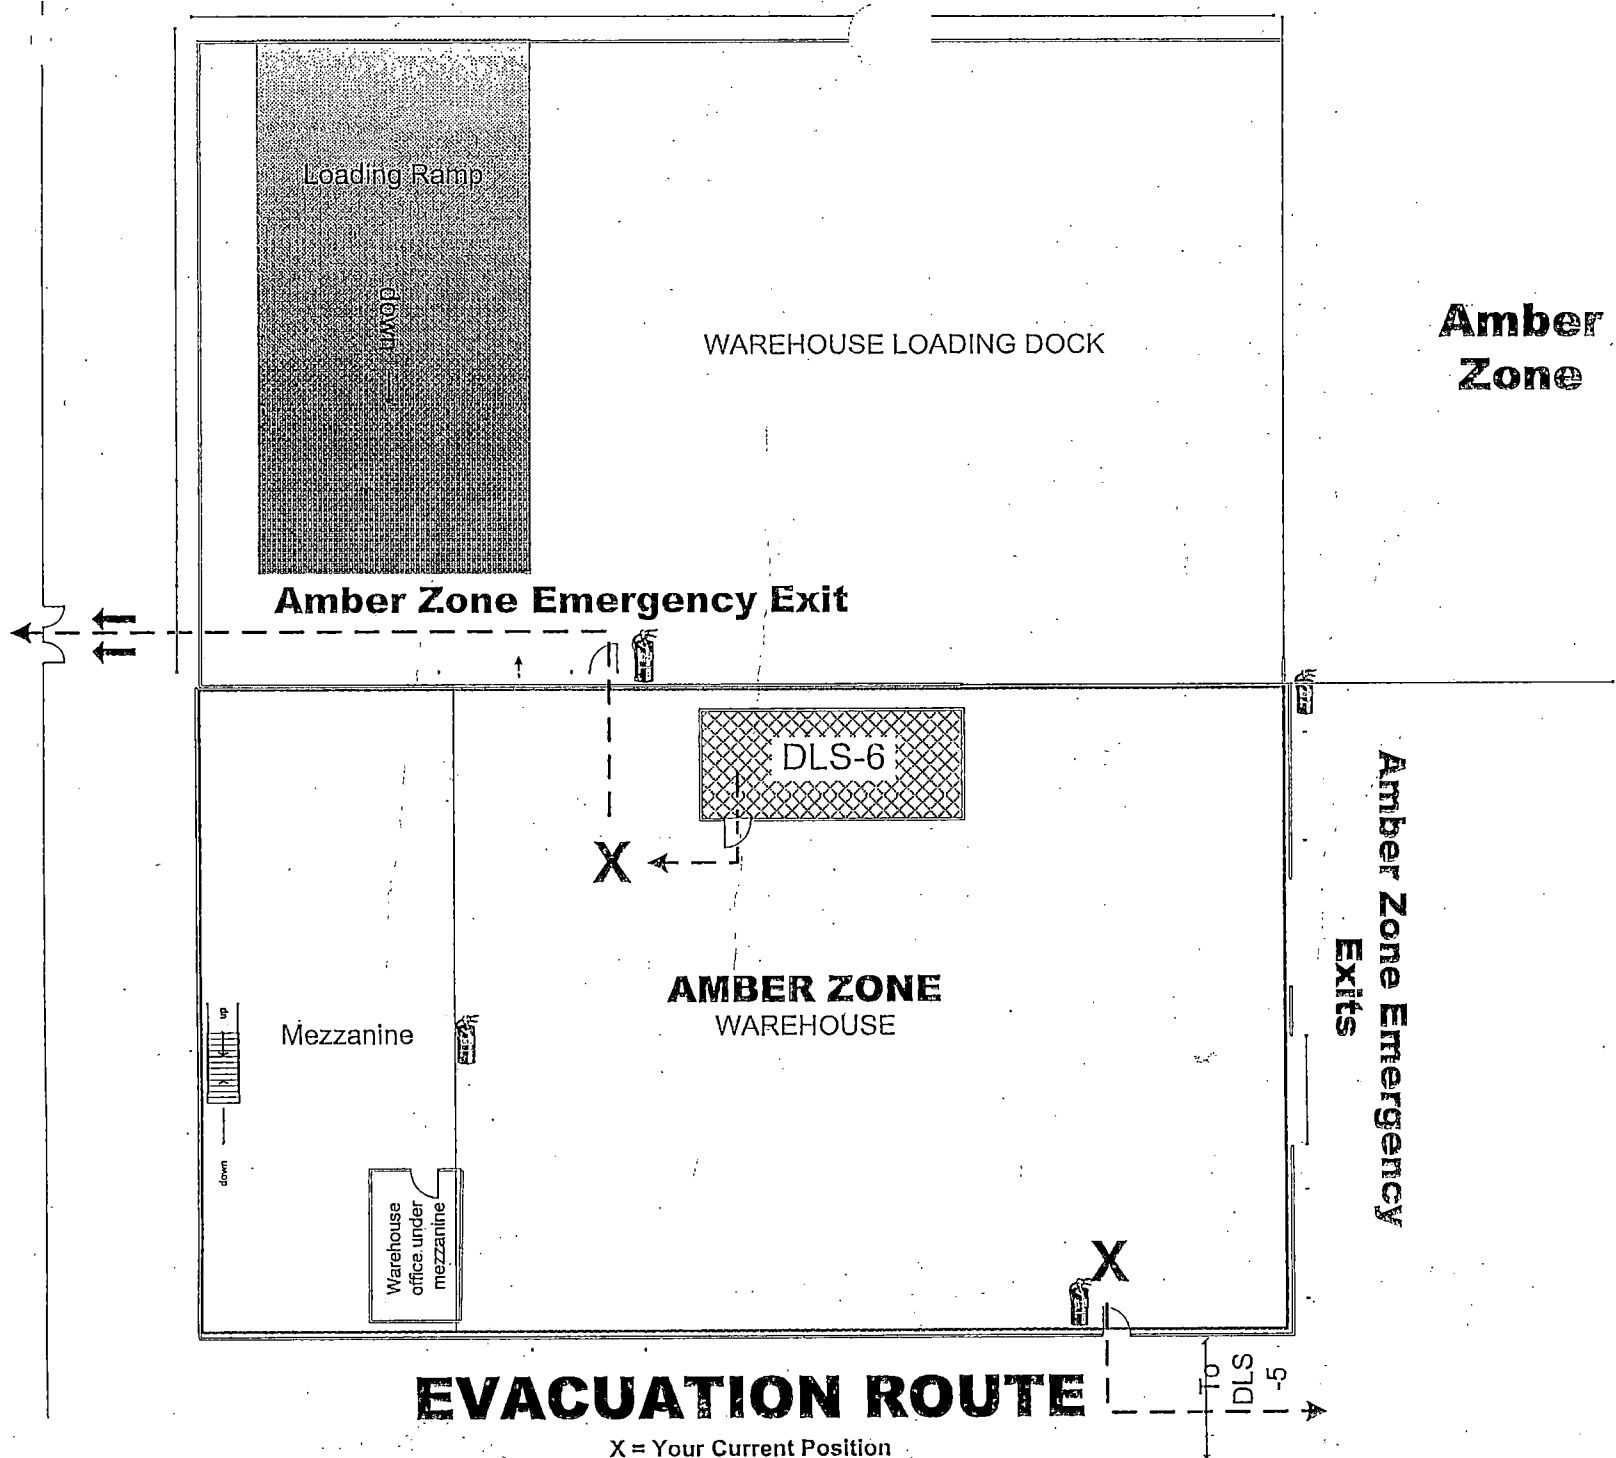 Loading Ramp
down
WAREHOUSE LOADING DOCK
Amber
Zone
Amber Zone Emergency Exit
DLS-6
X
AMBER ZONE
WAREHOUSE
Amber Zone Emergency
Exits
up
Mezzanine
down
Warehouse
office under
mezzanine
X
To
DLS
-5
EVACUATION ROUTE
X = Your Current Position